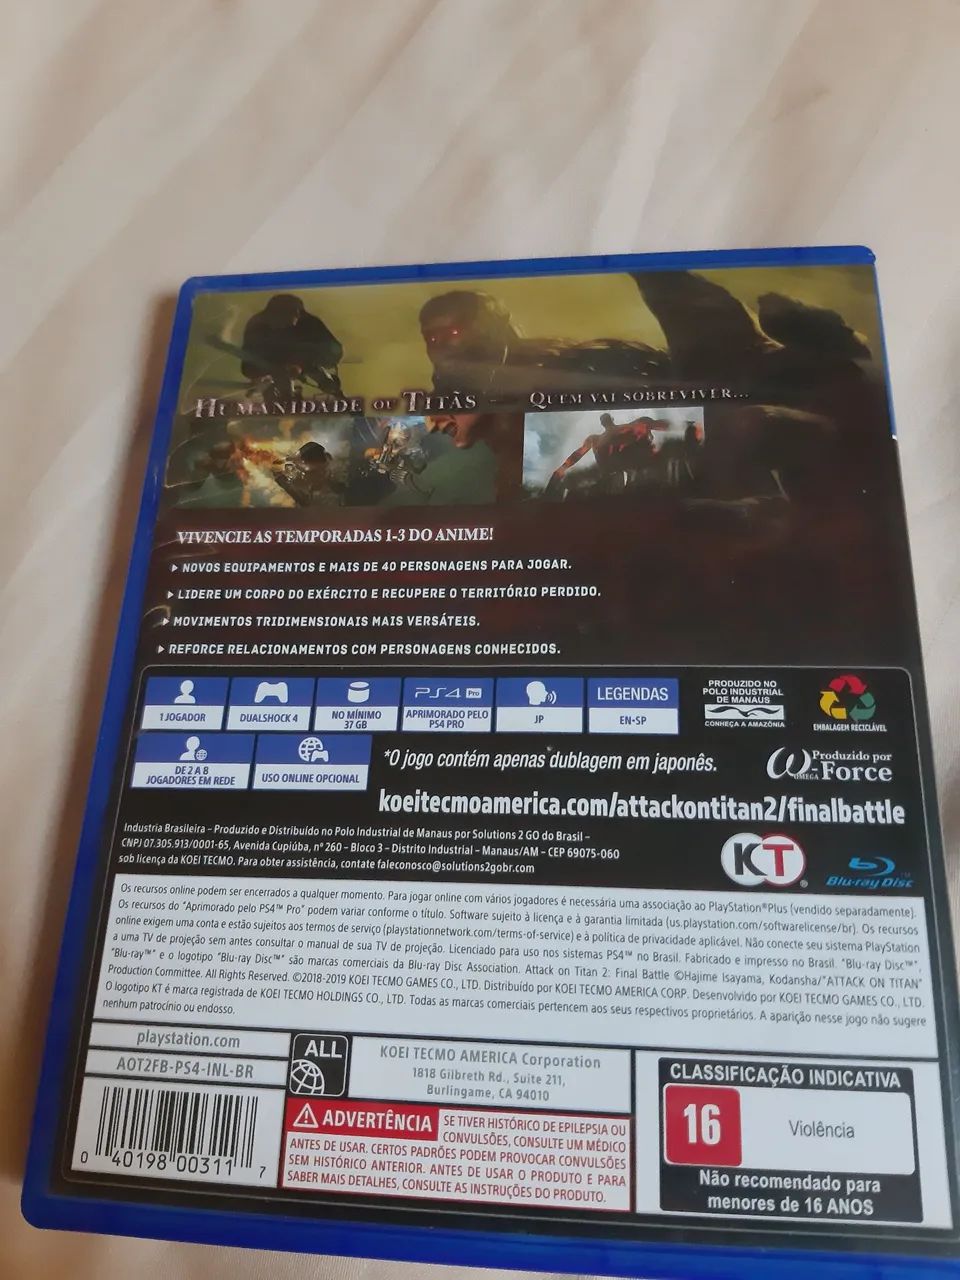 HUMANIDADE OU TITÃS - QUEM VAI SOBREVIVER...
VIVENCIE AS TEMPORADAS 1-3 DO ANIME!
NOVOS EQUIPAMENTOS E MAIS DE 40 PERSONAGENS PARA JOGAR.
LIDERE UM CORPO DO EXÉRCITO E RECUPERE O TERRITÓRIO PERDIDO.
MOVIMENTOS TRIDIMENSIONAIS MAIS VERSÁTEIS.
REFORCE RELACIONAMENTOS COM PERSONAGENS CONHECIDOS.
1 JOGADOR
DUALSHOCK 4
NO MÍNIMO
37 GB
PS4 Pro
APRIMORADO PELO
PS4 PRO
JP
LEGENDAS
EN-SP
PRODUZIDO NO
POLO INDUSTRIAL
DE MANAUS
CONHEÇA A AMAZÔNIA
EMBALAGEM RECICLÁVEL
DE 2 A 8
JOGADORES EM REDE
USO ONLINE OPCIONAL
*O jogo contém apenas dublagem em japonês.
Produzido por
ω-Force
OMEGA
koeitecmoamerica.com/attackontitan2/finalbattle
Industria Brasileira – Produzido e Distribuído no Polo Industrial de Manaus por Solutions 2 GO do Brasil –
CNPJ 07.305.913/0001-65, Avenida Cupiúba, n° 260 – Bloco 3 – Distrito Industrial – Manaus/AM – CEP 69075-060
sob licença da KOEI TECMO. Para obter assistência, contate faleconosco@solutions2gobr.com
KT
Blu-ray Disc™
Os recursos online podem ser encerrados a qualquer momento. Para jogar online com vários jogadores é necessária uma associação ao PlayStation®Plus (vendido separadamente).
Os recursos do "Aprimorado pelo PS4™ Pro" podem variar conforme o título. Software sujeito à licença e à garantia limitada (us.playstation.com/softwarelicense/br). Os recursos
online exigem uma conta e estão sujeitos aos termos de serviço (playstationnetwork.com/terms-of-service) e à política de privacidade aplicável. Não conecte seu sistema PlayStation
a uma TV de projeção sem antes consultar o manual de sua TV de projeção. Licenciado para uso nos sistemas PS4™ no Brasil. Fabricado e impresso no Brasil. "Blu-ray Disc™",
"Blu-ray™" e o logotipo "Blu-ray Disc™" são marcas comerciais da Blu-ray Disc Association. Attack on Titan 2: Final Battle ©Hajime Isayama, Kodansha/"ATTACK ON TITAN"
Production Committee. All Rights Reserved. ©2018-2019 KOEI TECMO GAMES CO., LTD. Distribuído por KOEI TECMO AMERICA CORP. Desenvolvido por KOEI TECMO GAMES CO., LTD.
O logotipo KT é marca registrada de KOEI TECMO HOLDINGS CO., LTD. Todas as marcas comerciais pertencem aos seus respectivos proprietários. A aparição nesse jogo não sugere
nenhum patrocínio ou endosso.
playstation.com
AOT2FB-PS4-INL-BR
0 40198 00311 7
ALL
KOEI TECMO AMERICA Corporation
1818 Gilbreth Rd., Suite 211,
Burlingame, CA 94010
ADVERTÊNCIA SE TIVER HISTÓRICO DE EPILEPSIA OU
CONVULSÕES, CONSULTE UM MÉDICO
ANTES DE USAR. CERTOS PADRÕES PODEM PROVOCAR CONVULSÕES
SEM HISTÓRICO ANTERIOR. ANTES DE USAR O PRODUTO E PARA
SABER MAIS DETALHES, CONSULTE AS INSTRUÇÕES DO PRODUTO.
CLASSIFICAÇÃO INDICATIVA
16
Violência
Não recomendado para
menores de 16 ANOS